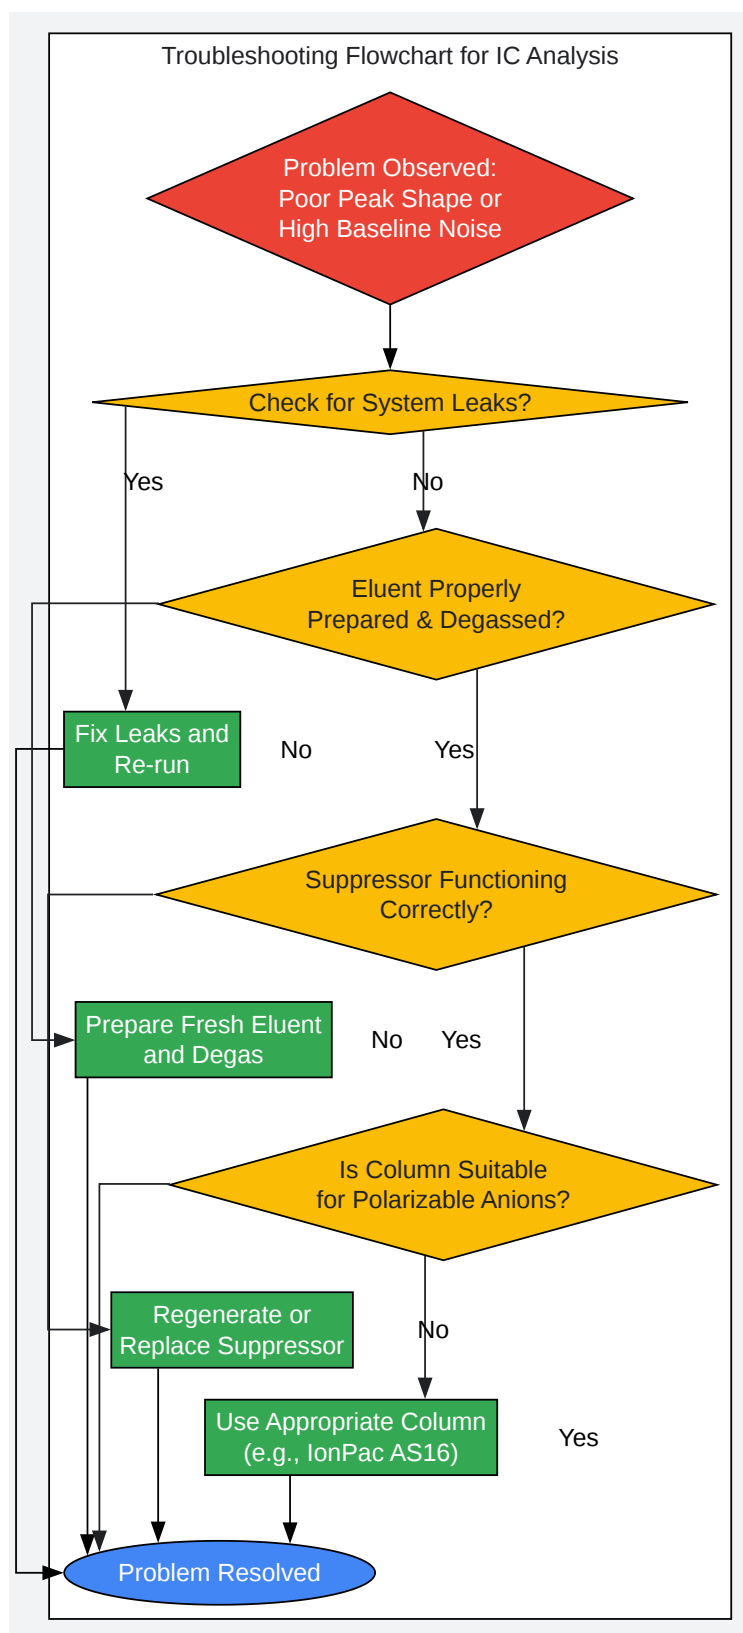 Troubleshooting Flowchart for IC Analysis
Problem Observed:
Poor Peak Shape or
High Baseline Noise
Check for System Leaks?
Yes
No
Eluent Properly
Prepared & Degassed?
Fix Leaks and
Re-run
No
Yes
Suppressor Functioning
Correctly?
Prepare Fresh Eluent
and Degas
No
Yes
Is Column Suitable
for Polarizable Anions?
Regenerate or
Replace Suppressor
No
Use Appropriate Column
(e.g., IonPac AS16)
Yes
Problem Resolved